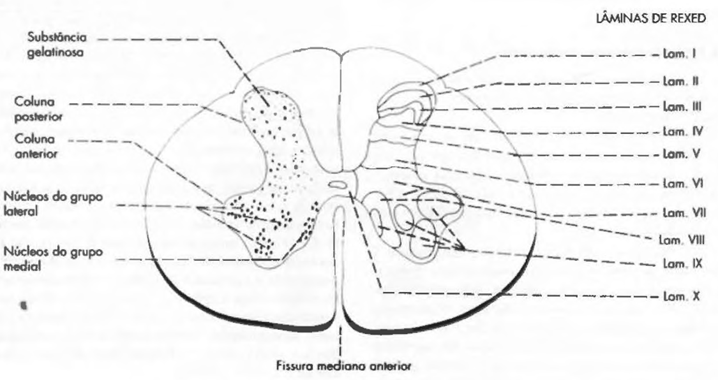 LÂMINAS DE REXED
Substância
gelatinosa
Coluna
posterior
Coluna
anterior
Núcleos do grupo
lateral
Núcleos do grupo
medial
Lam. I
Lam. II
Lam. III
Lam. IV
Lam. V
Lam. VI
Lam. VII
Lam. VIII
Lam. IX
Lam. X
Fissura mediana anterior